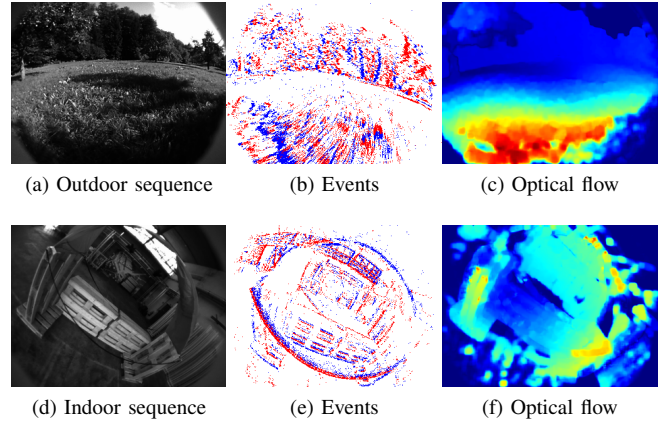 (a) Outdoor sequence
(b) Events
(c) Optical flow
(d) Indoor sequence
(e) Events
(f) Optical flow